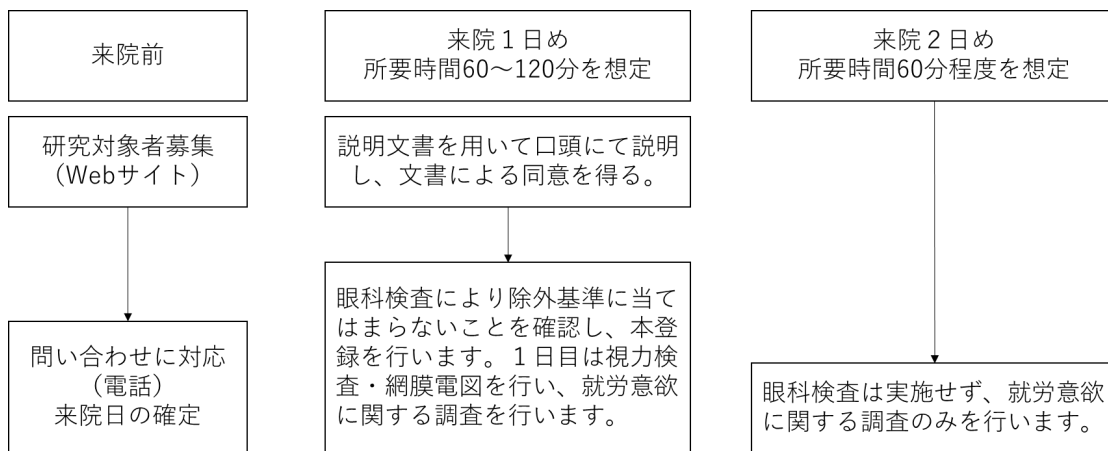 来院前
研究対象者募集
（Webサイト）
問い合わせに対応
（電話）
来院日の確定
来院１日め
所要時間60～120分を想定
説明文書を用いて口頭にて説明
し、文書による同意を得る。
眼科検査により除外基準に当て
はまらないことを確認し、本登
録を行います。１日目は視力検
査・網膜電図を行い、就労意欲
に関する調査を行います。
来院２日め
所要時間60分程度を想定
眼科検査は実施せず、就労意欲
に関する調査のみを行います。